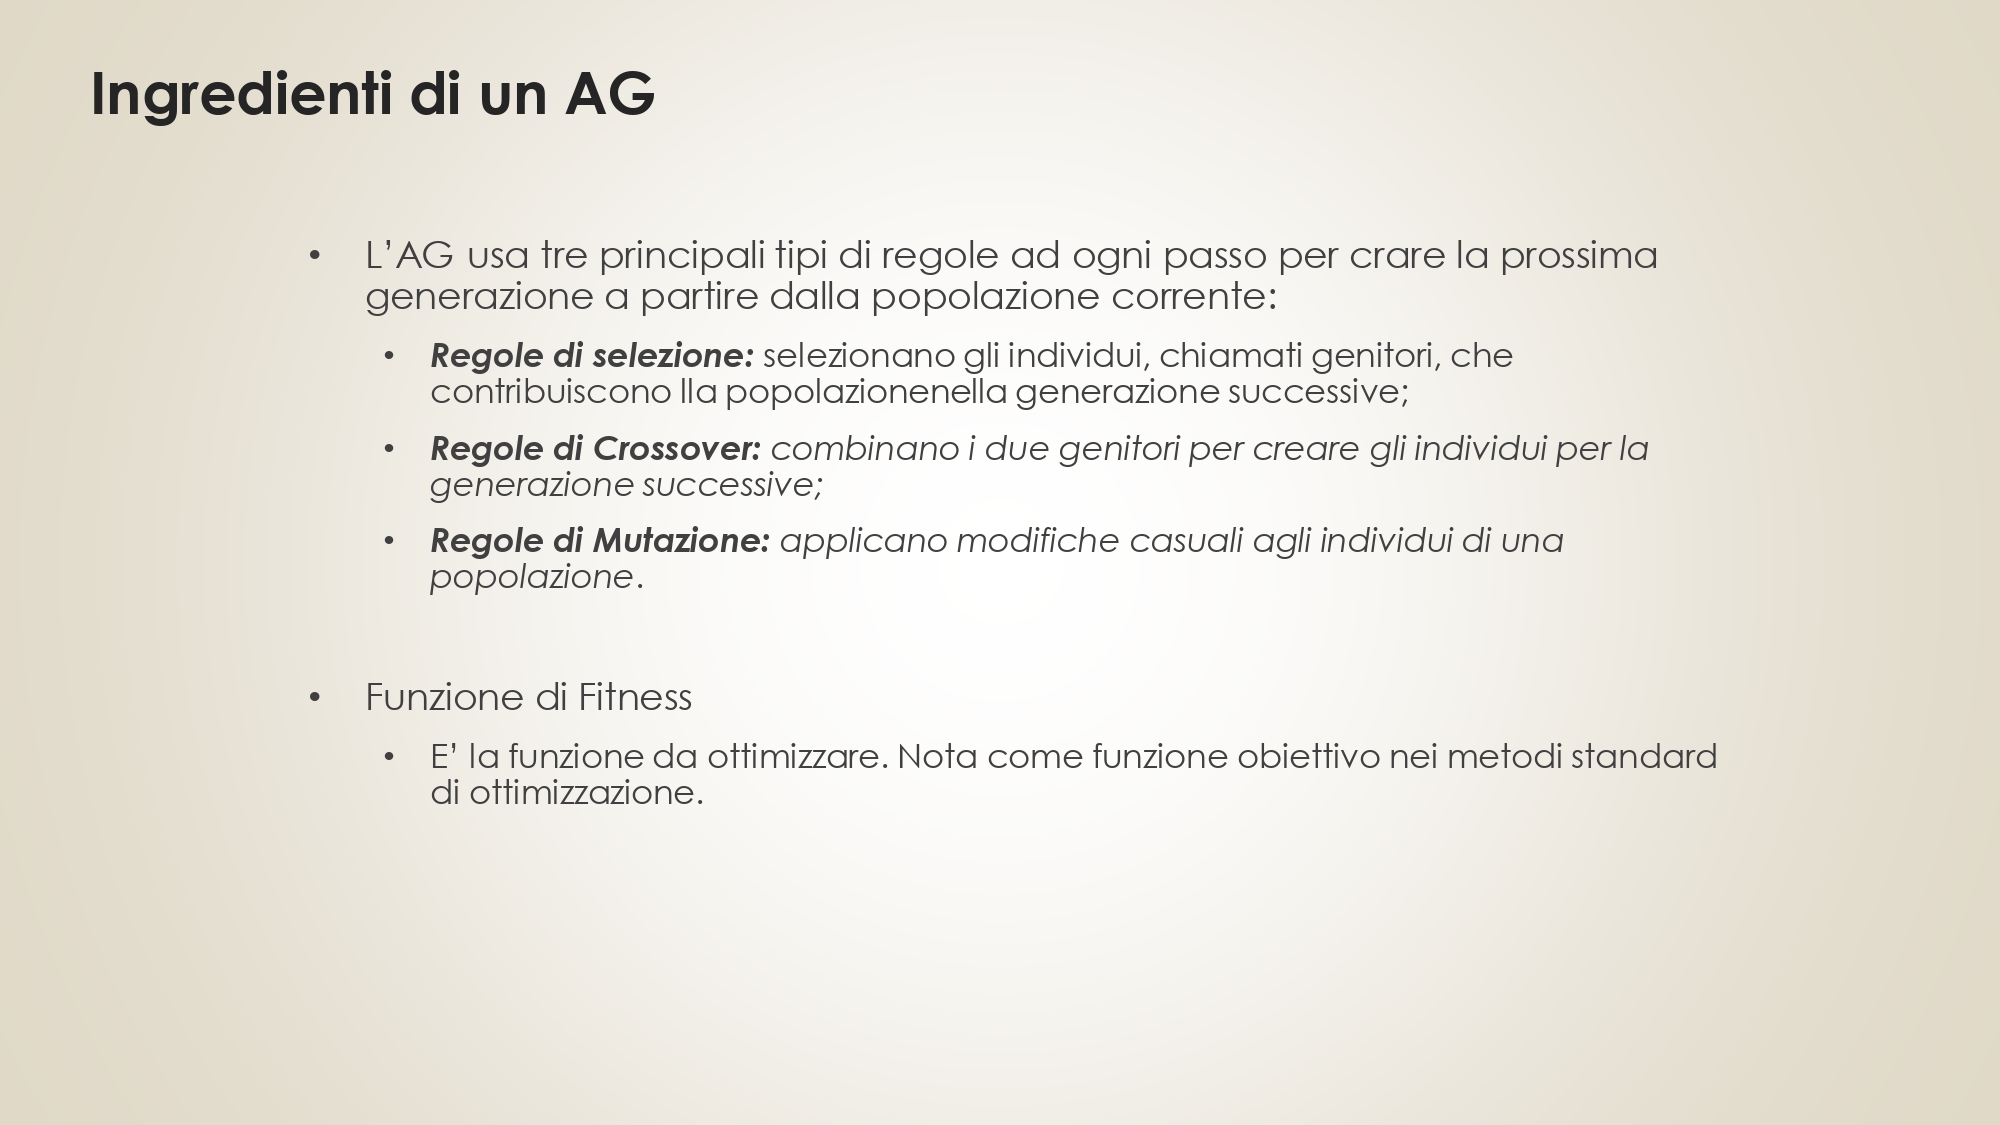 Ingredienti di un AG
• L’AG usa tre principali tipi di regole ad ogni passo per crare la prossima
generazione a partire dalla popolazione corrente:
• Regole di selezione: selezionano gli individui, chiamati genitori, che
contribuiscono lla popolazionenella generazione successive;
• Regole di Crossover: combinano i due genitori per creare gli individui per la
generazione successive;
• Regole di Mutazione: applicano modifiche casuali agli individui di una
popolazione.
• Funzione di Fitness
• E’ la funzione da ottimizzare. Nota come funzione obiettivo nei metodi standard
di ottimizzazione.